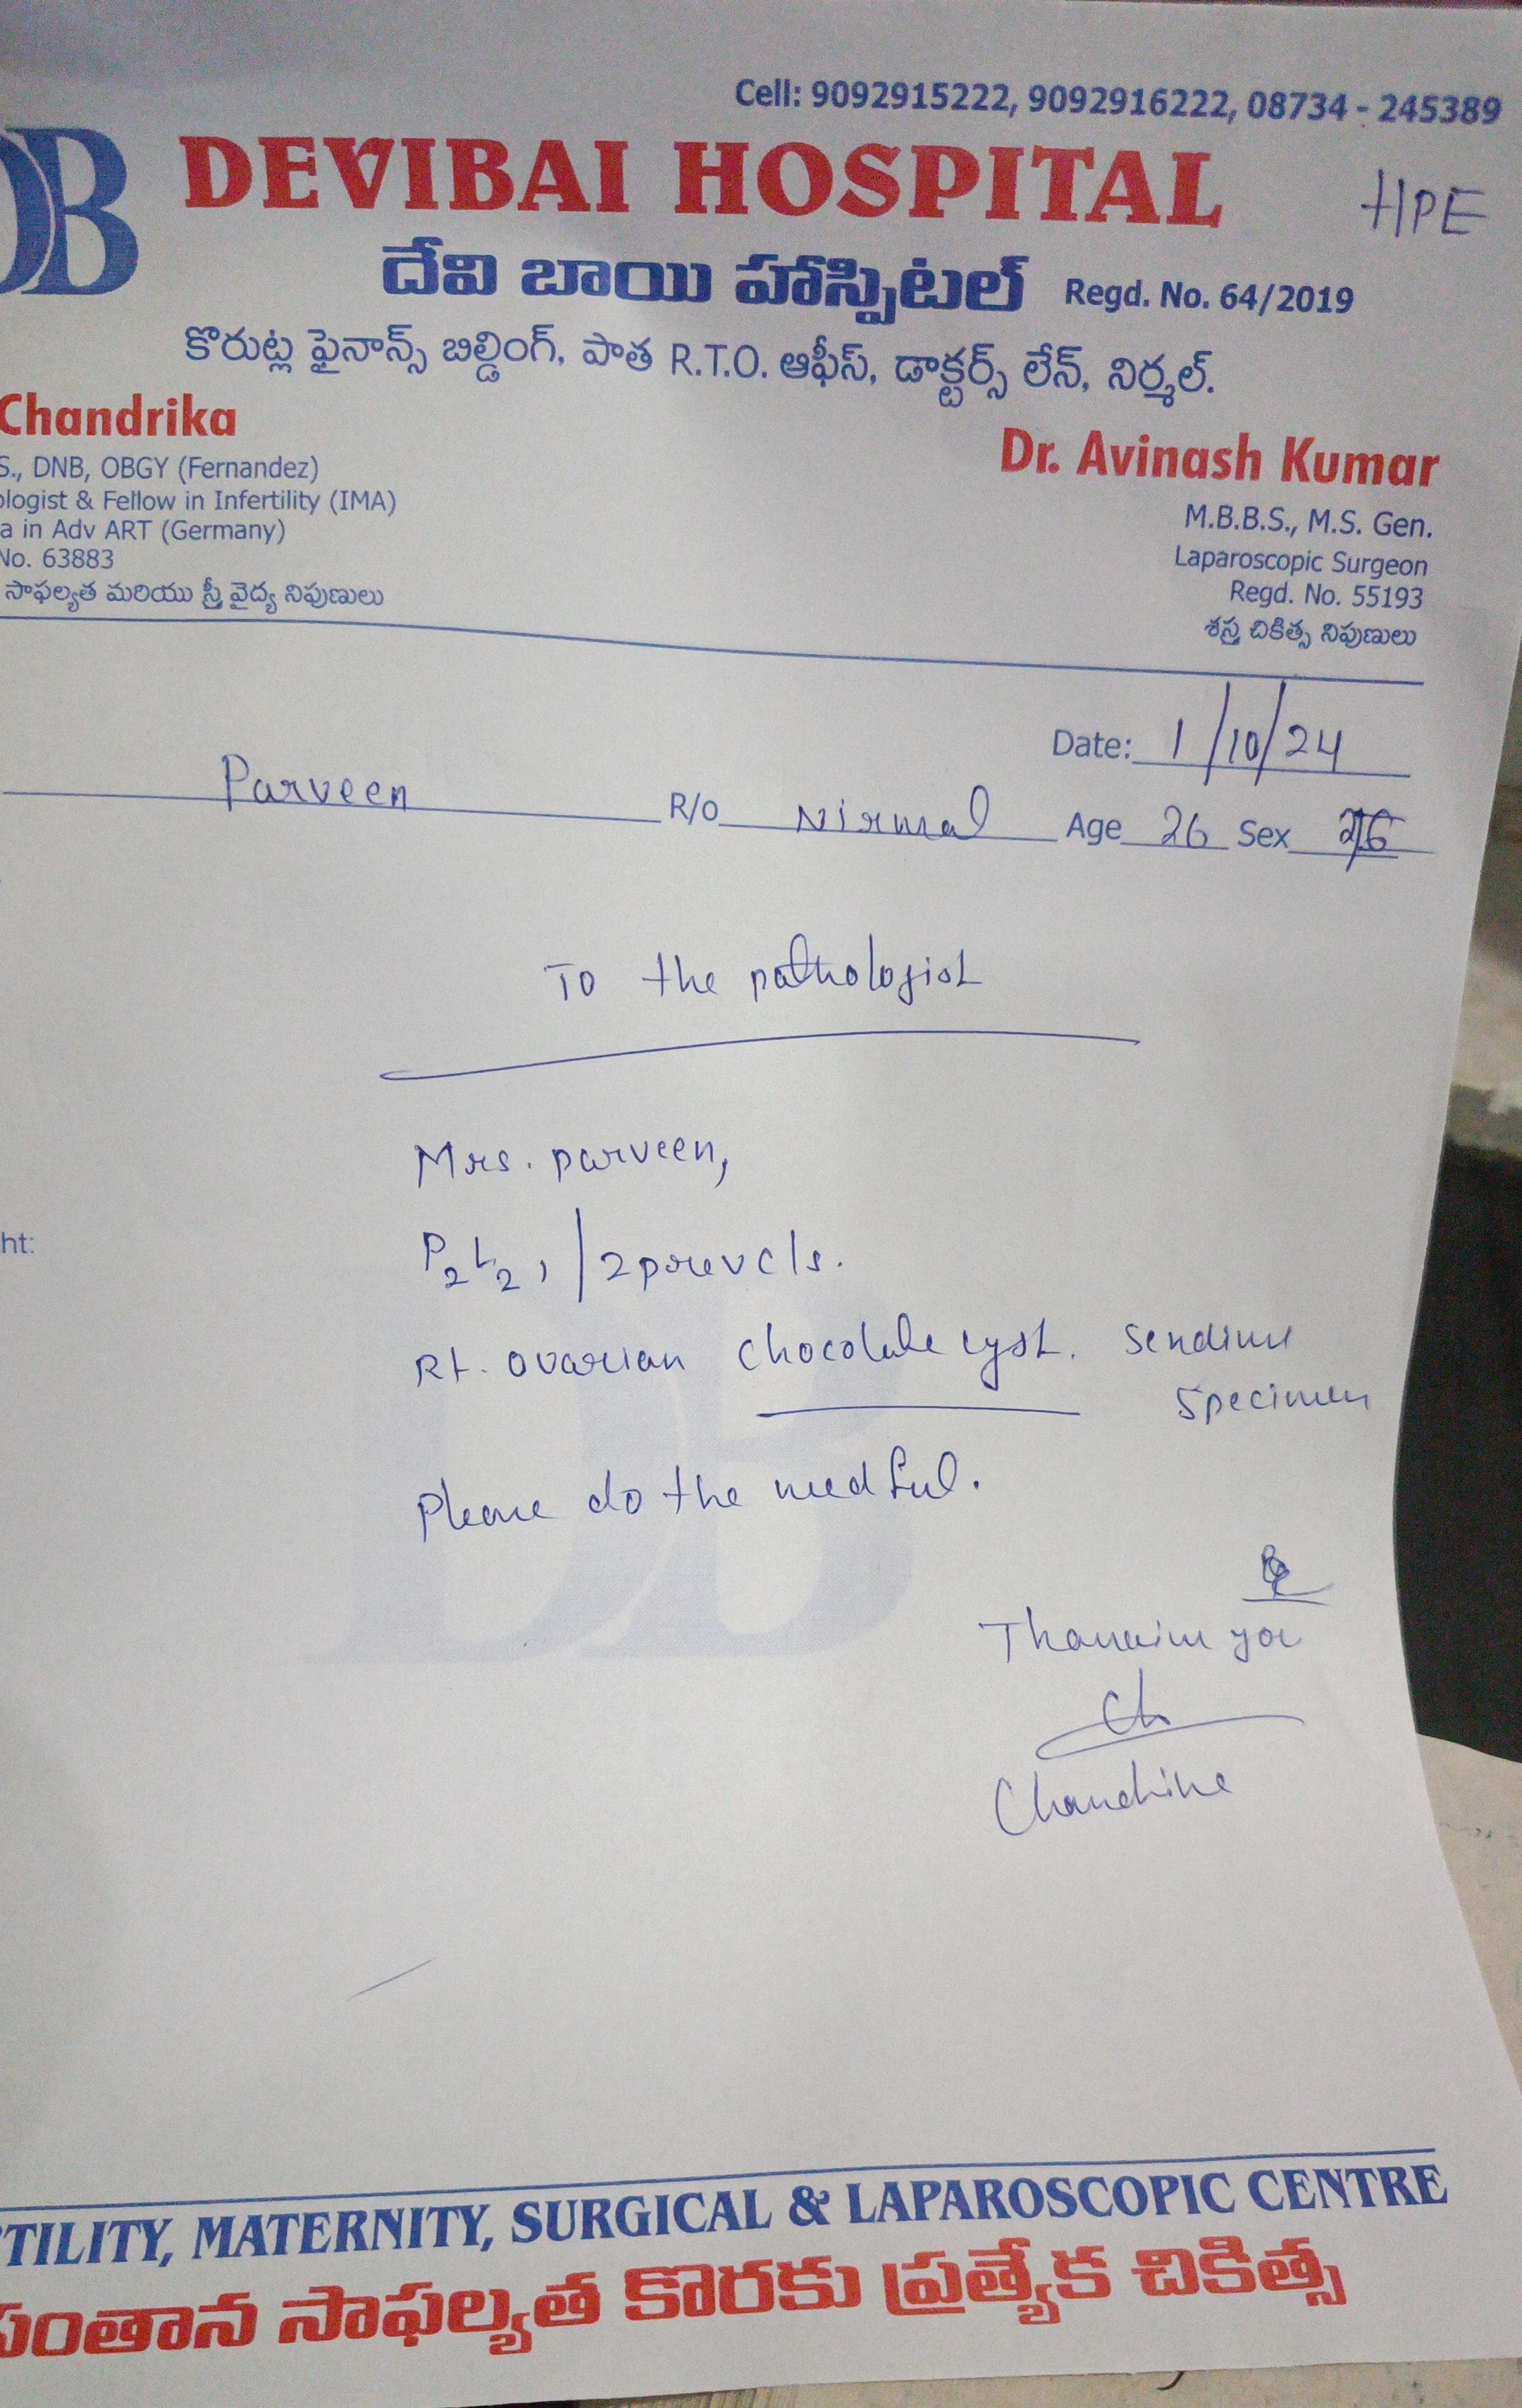 Cell: 9092915222, 9092916222, 08734 - 245389
DB DEVIBAI HOSPITAL
HPE
దేవి బాయి హాస్పిటల్ Regd. No. 64/2019
కొరుట్ల ఫైనాన్స్ బిల్డింగ్, పాత R.T.O. ఆఫీస్, డాక్టర్స్ లేన్, నిర్మల్.
Chandrika
S., DNB, OBGY (Fernandez)
ologist & Fellow in Infertility (IMA)
a in Adv ART (Germany)
No. 63883
సాఫల్యత మరియు స్త్రీ వైద్య నిపుణులు
Dr. Avinash Kumar
M.B.B.S., M.S. Gen.
Laparoscopic Surgeon
Regd. No. 55193
శస్త్ర చికిత్స నిపుణులు
Date: 1/10/24
Parveen R/o Nirmal Age 26 Sex
To the pathologist
Mrs. parveen,
P2L2, / 2 prev c/s.
ht:
Rt. ovarian chocolate cyst. sending
specimen
Please do the needful.
Thanking you
Ch
DB
TILITY, MATERNITY, SURGICAL & LAPAROSCOPIC CENTRE
సంతాన సాఫల్యత కొరకు ప్రత్యేక చికిత్స